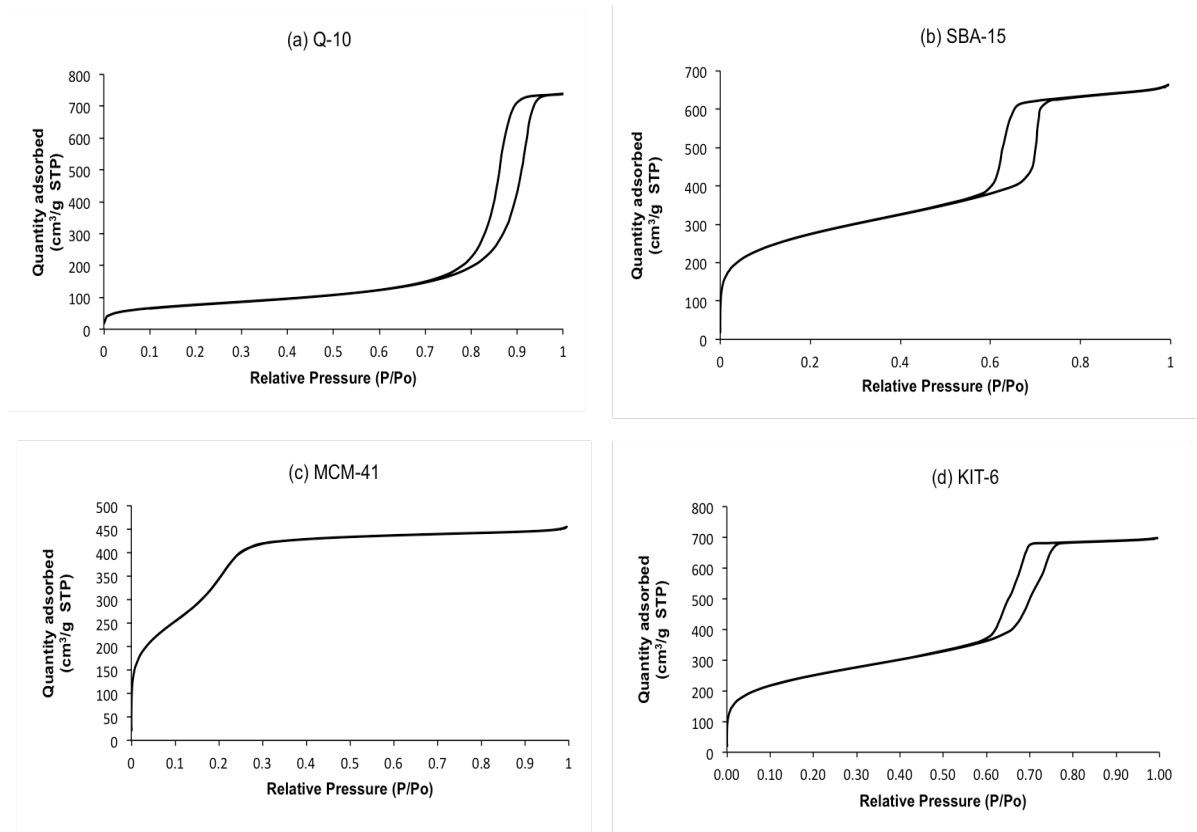 (a) Q-10
Quantity adsorbed
(cm³/g STP)
800
700
600
500
400
300
200
100
0
0 0.1 0.2 0.3 0.4 0.5 0.6 0.7 0.8 0.9 1
Relative Pressure (P/Po)
(b) SBA-15
Quantity adsorbed
(cm³/g STP)
700
600
500
400
300
200
100
0
0 0.2 0.4 0.6 0.8 1
Relative Pressure (P/Po)
(c) MCM-41
Quantity adsorbed
(cm³/g STP)
500
450
400
350
300
250
200
150
100
50
0
0 0.1 0.2 0.3 0.4 0.5 0.6 0.7 0.8 0.9 1
Relative Pressure (P/Po)
(d) KIT-6
Quantity adsorbed
(cm³/g STP)
800
700
600
500
400
300
200
100
0
0.00 0.10 0.20 0.30 0.40 0.50 0.60 0.70 0.80 0.90 1.00
Relative Pressure (P/Po)